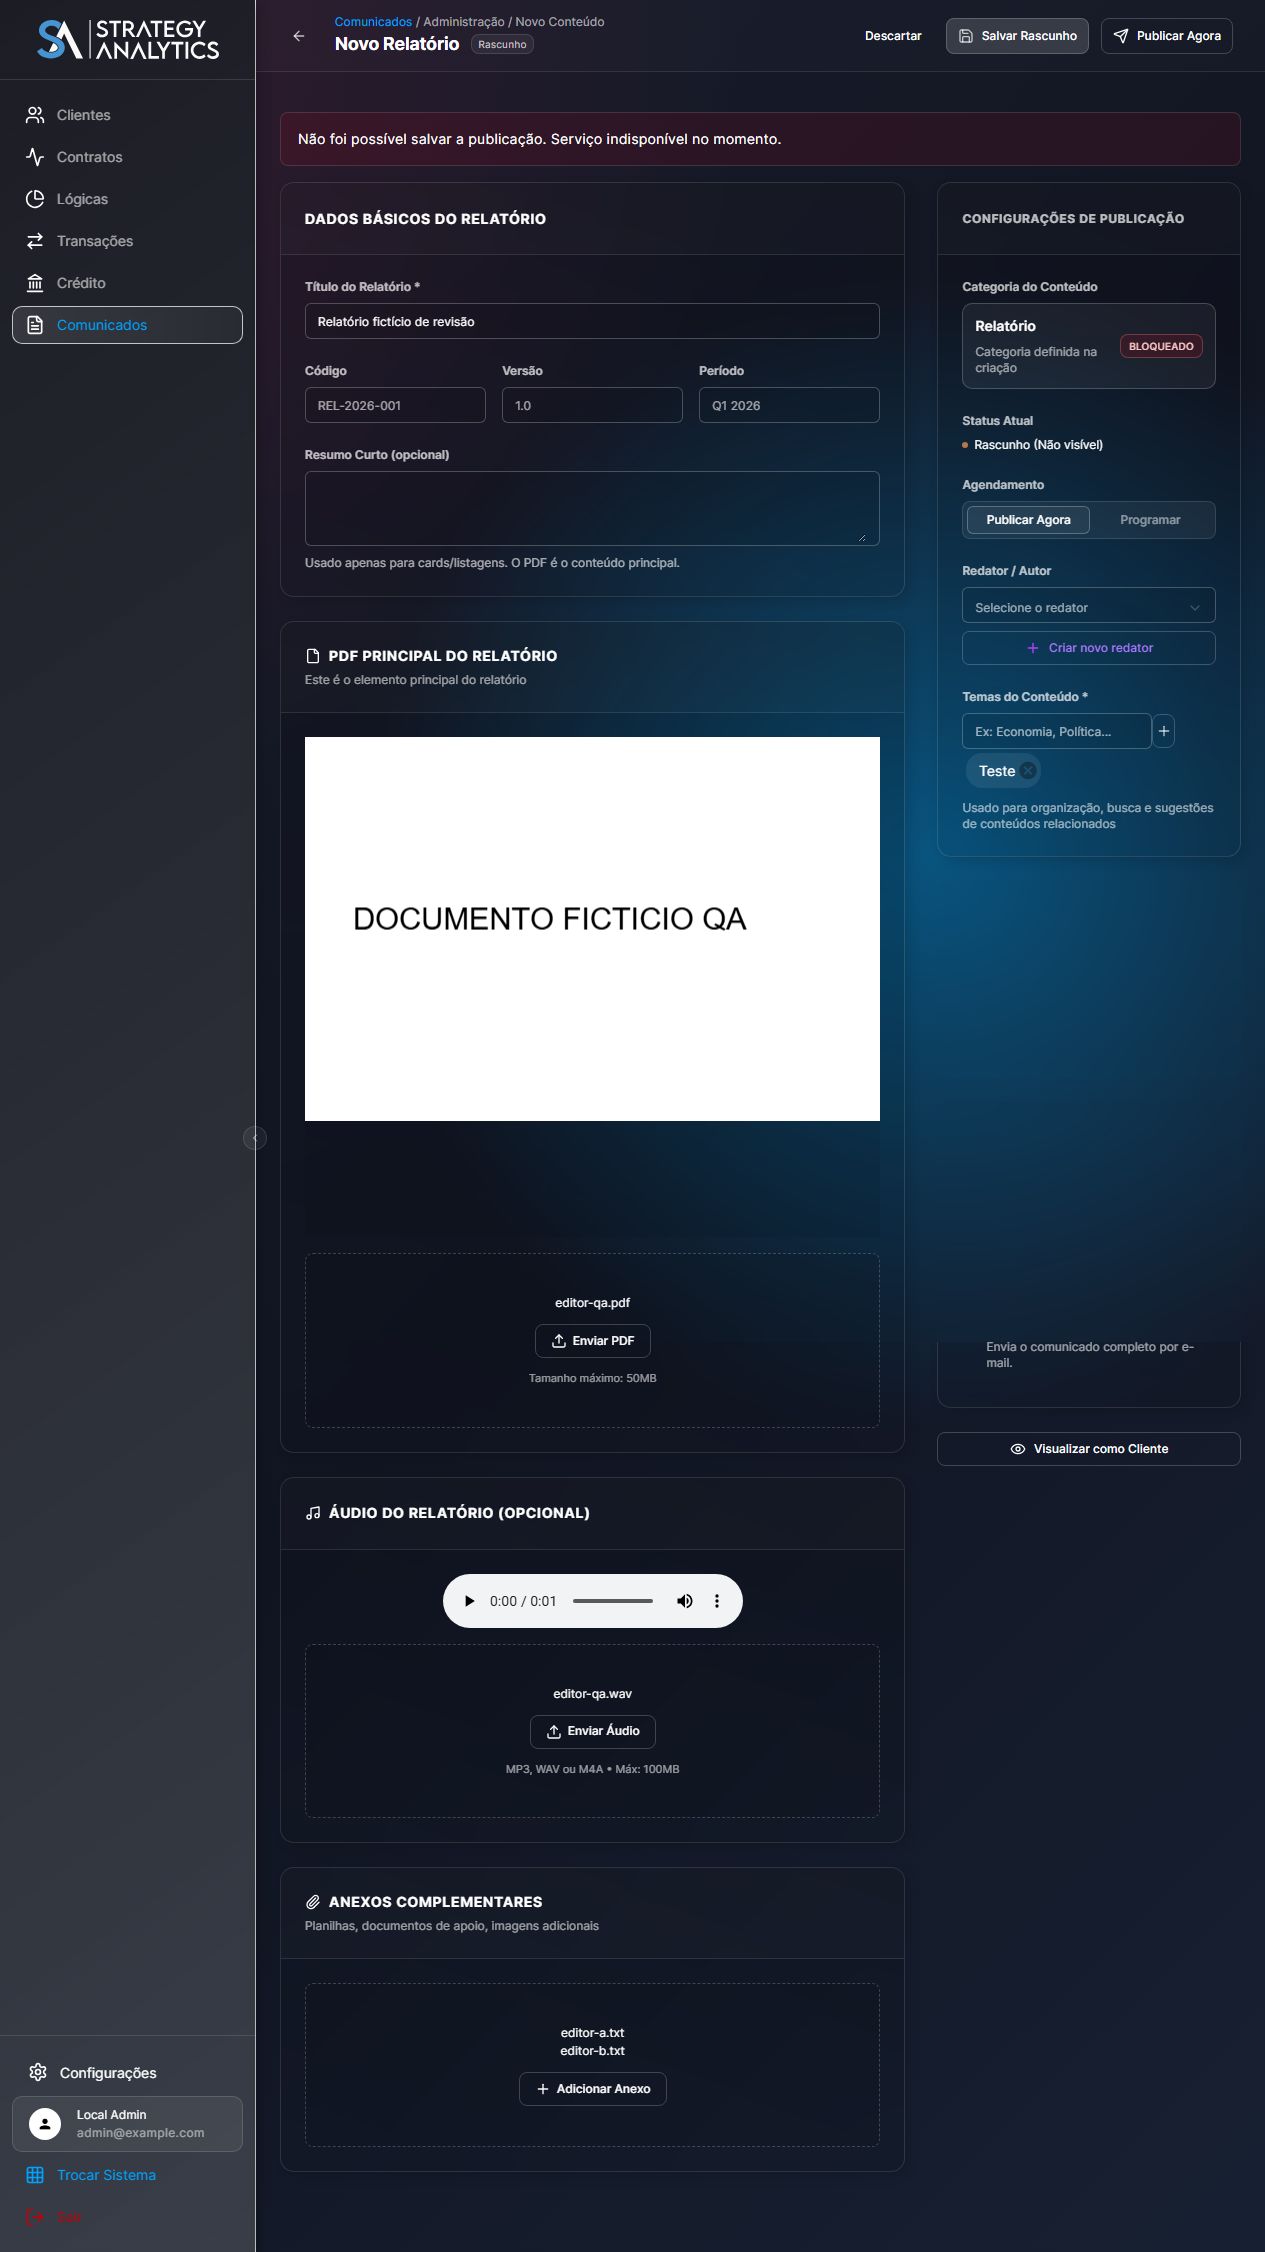 STRATEGY
ANALYTICS
Clientes
Contratos
Lógicas
Transações
Crédito
Comunicados
Comunicados / Administração / Novo Conteúdo
Novo Relatório
Rascunho
Descartar
Salvar Rascunho
Publicar Agora
Não foi possível salvar a publicação. Serviço indisponível no momento.
DADOS BÁSICOS DO RELATÓRIO
Título do Relatório *
Relatório fictício de revisão
Código
Versão
Período
REL-2026-001
1.0
Q1 2026
Resumo Curto (opcional)
Usado apenas para cards/listagens. O PDF é o conteúdo principal.
PDF PRINCIPAL DO RELATÓRIO
Este é o elemento principal do relatório
DOCUMENTO FICTICIO QA
editor-qa.pdf
Enviar PDF
Tamanho máximo: 50MB
ÁUDIO DO RELATÓRIO (OPCIONAL)
0:00 / 0:01
editor-qa.wav
Enviar Áudio
MP3, WAV ou M4A • Máx: 100MB
ANEXOS COMPLEMENTARES
Planilhas, documentos de apoio, imagens adicionais
editor-a.txt
editor-b.txt
Adicionar Anexo
CONFIGURAÇÕES DE PUBLICAÇÃO
Categoria do Conteúdo
Relatório
Categoria definida na
criação
BLOQUEADO
Status Atual
Rascunho (Não visível)
Agendamento
Publicar Agora
Programar
Redator / Autor
Selecione o redator
Criar novo redator
Temas do Conteúdo *
Ex: Economia, Política...
Teste
Usado para organização, busca e sugestões
de conteúdos relacionados
Envia o comunicado completo por e-
mail.
Visualizar como Cliente
Configurações
Local Admin
admin@example.com
Trocar Sistema
Sair